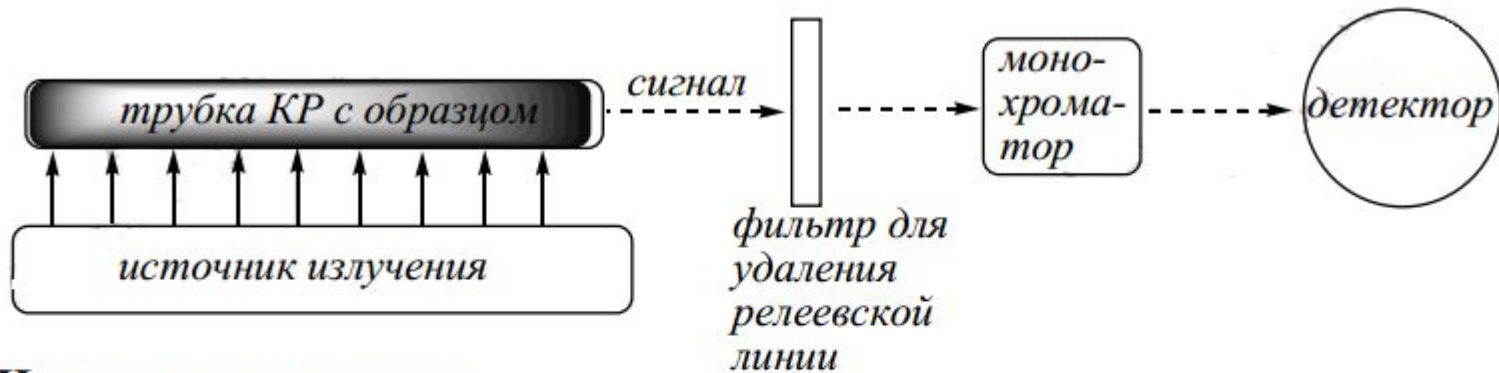 трубка КР с образцом
сигнал
моно-
хрома-
тор
детектор
источник излучения
фильтр для
удаления
релеевской
линии